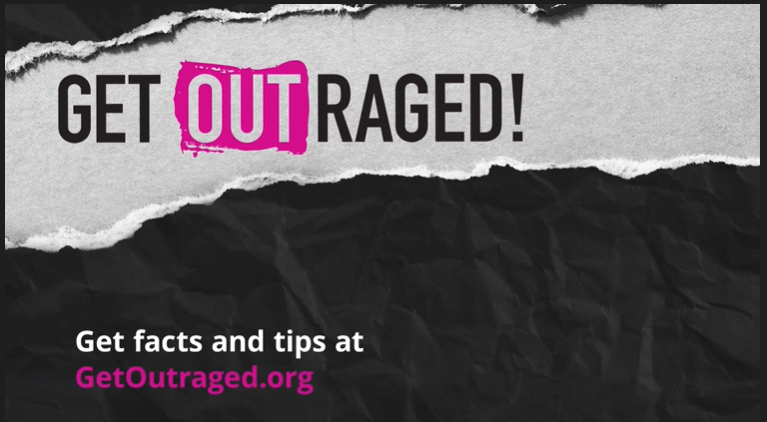 GET OUTRAGED!
Get facts and tips at
GetOutraged.org